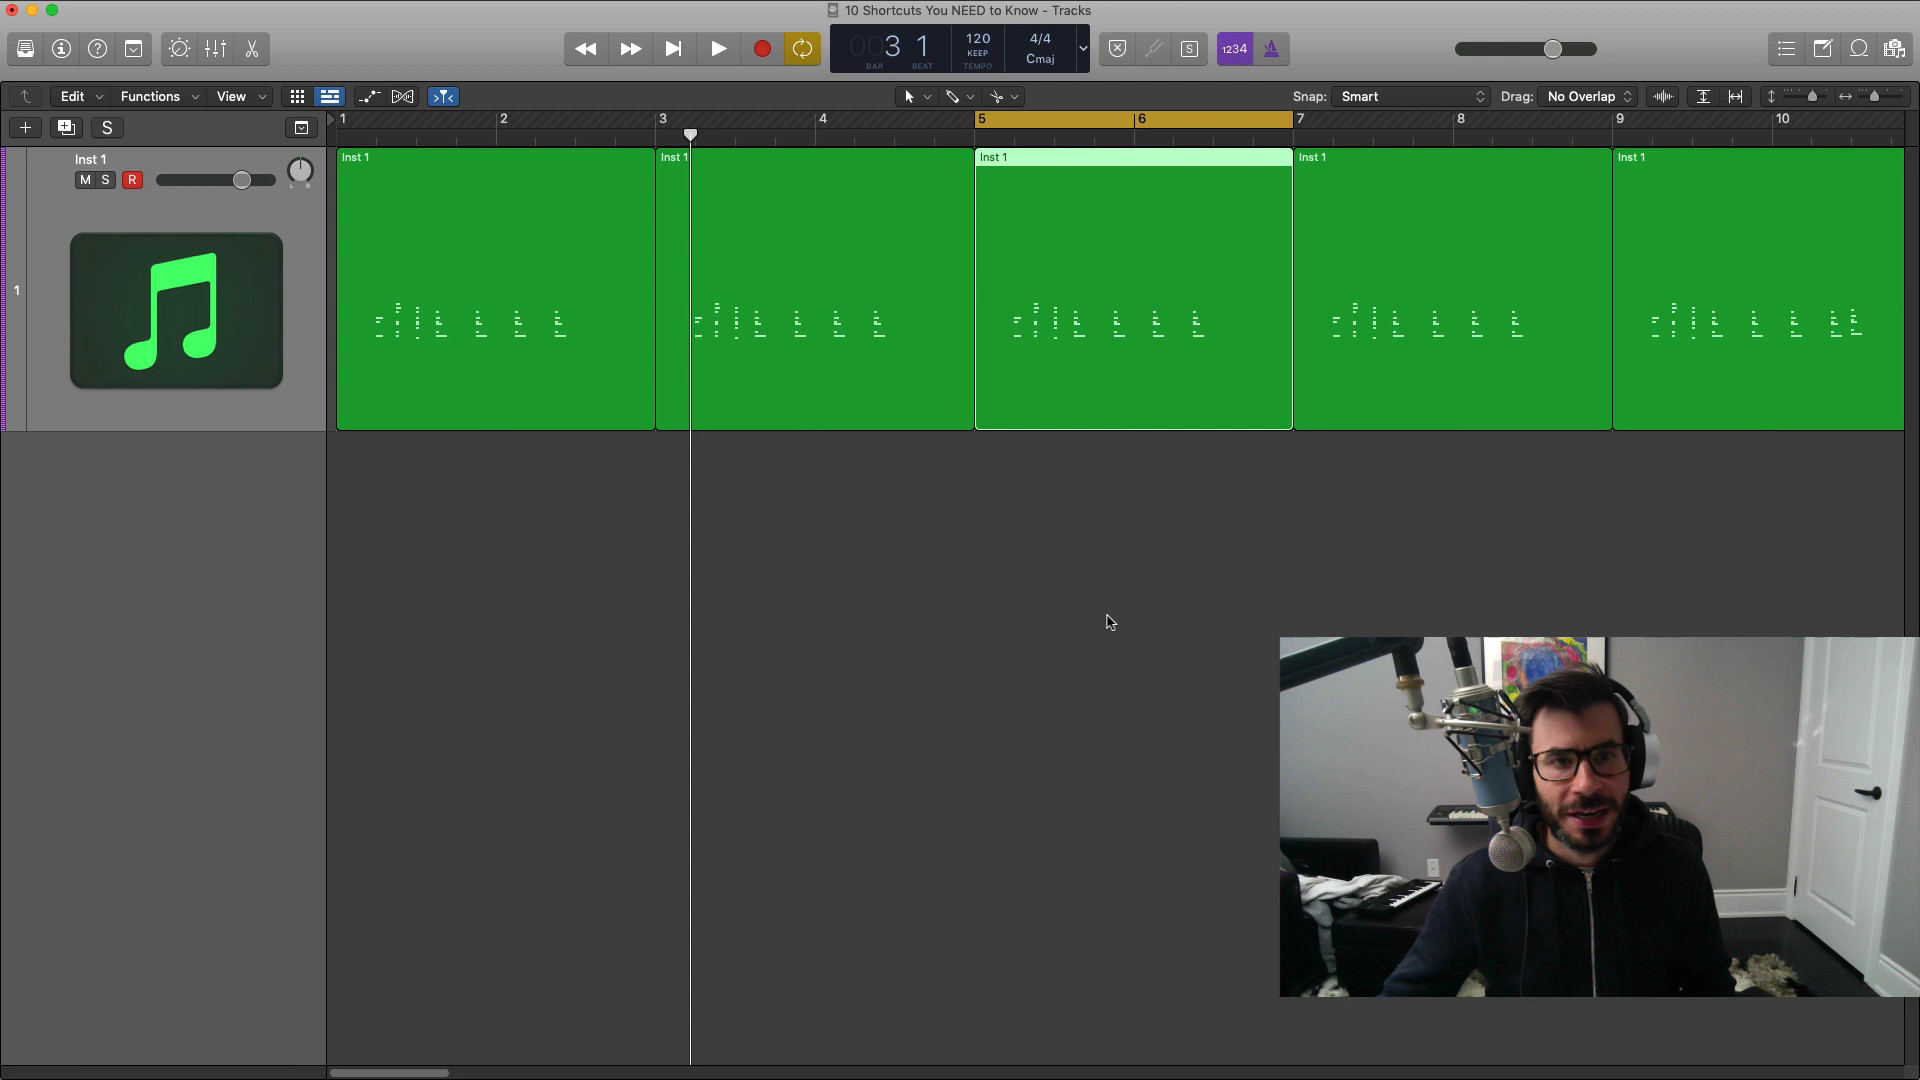 10 Shortcuts You NEED to Know - Tracks
003 1
BAR BEAT
120
KEEP
TEMPO
4/4
Cmaj
S
1234
Edit Functions View
Snap: Smart
Drag: No Overlap
S
1 2 3 4 5 6 7 8 9 10
1
Inst 1
M S R
L R
Inst 1 Inst 1 Inst 1 Inst 1 Inst 1